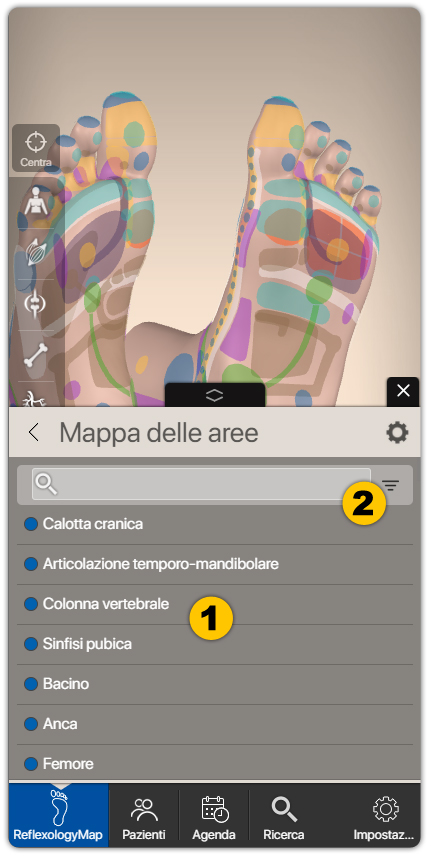 Centra
Mappa delle aree
2
Calotta cranica
Articolazione temporo-mandibolare
Colonna vertebrale
1
Sinfisi pubica
Bacino
Anca
Femore
ReflexologyMap
Pazienti
Agenda
Ricerca
Impostaz...